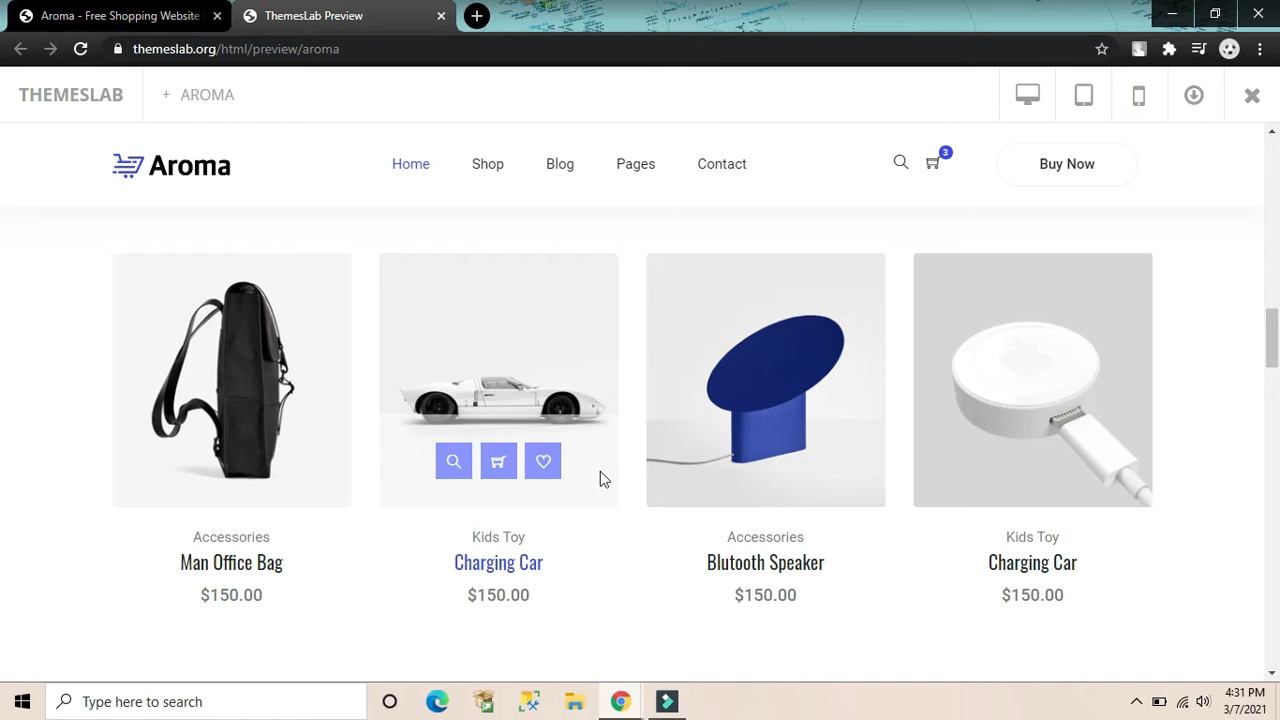 Aroma - Free Shopping Website
ThemesLab Preview
themeslab.org/html/preview/aroma
THEMESLAB
+ AROMA
Aroma
Home
Shop
Blog
Pages
Contact
3
Buy Now
Accessories
Man Office Bag
$150.00
Kids Toy
Charging Car
$150.00
Accessories
Blutooth Speaker
$150.00
Kids Toy
Charging Car
$150.00
Type here to search
4:31 PM
3/7/2021